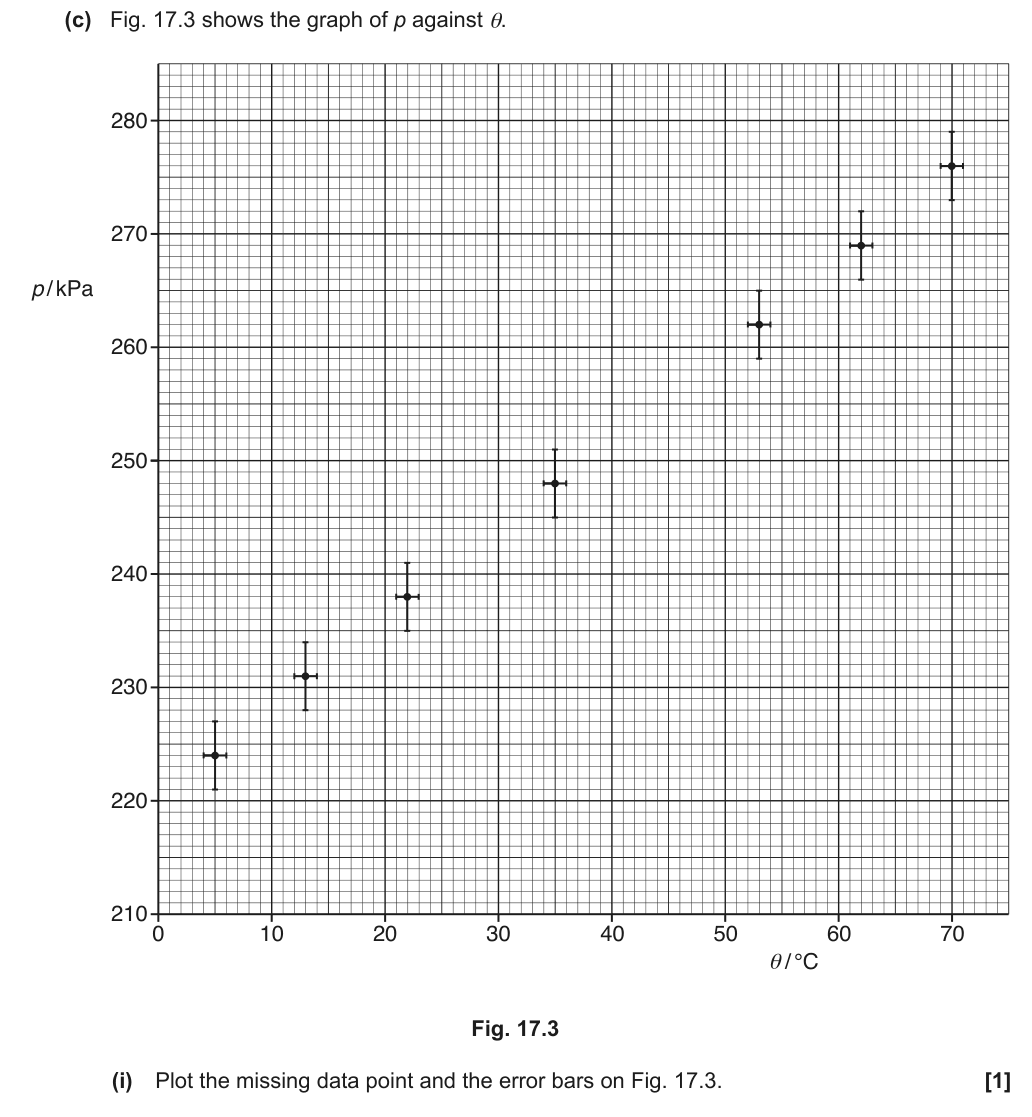 (c) Fig. 17.3 shows the graph of p against θ.
280
270
p/kPa
260
250
240
230
220
210
0 10 20 30 40 50 60 70
θ/°C
Fig. 17.3
(i) Plot the missing data point and the error bars on Fig. 17.3. [1]